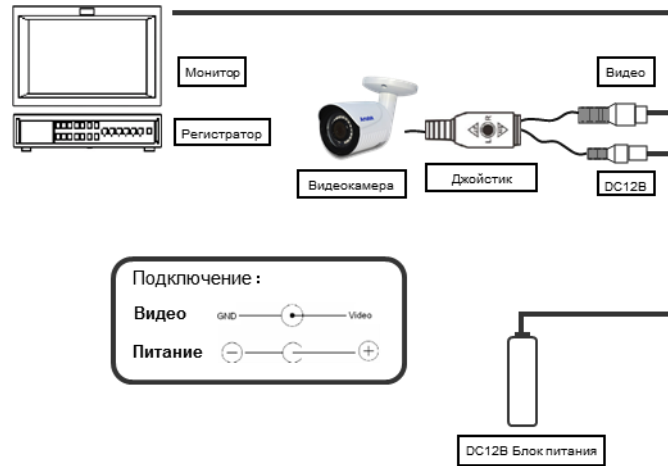 Монитор
Видео
Регистратор
L R
Видеокамера
Джойстик
DC12В
Подключение :
Видео GND Video
Питание
DC12В Блок питания